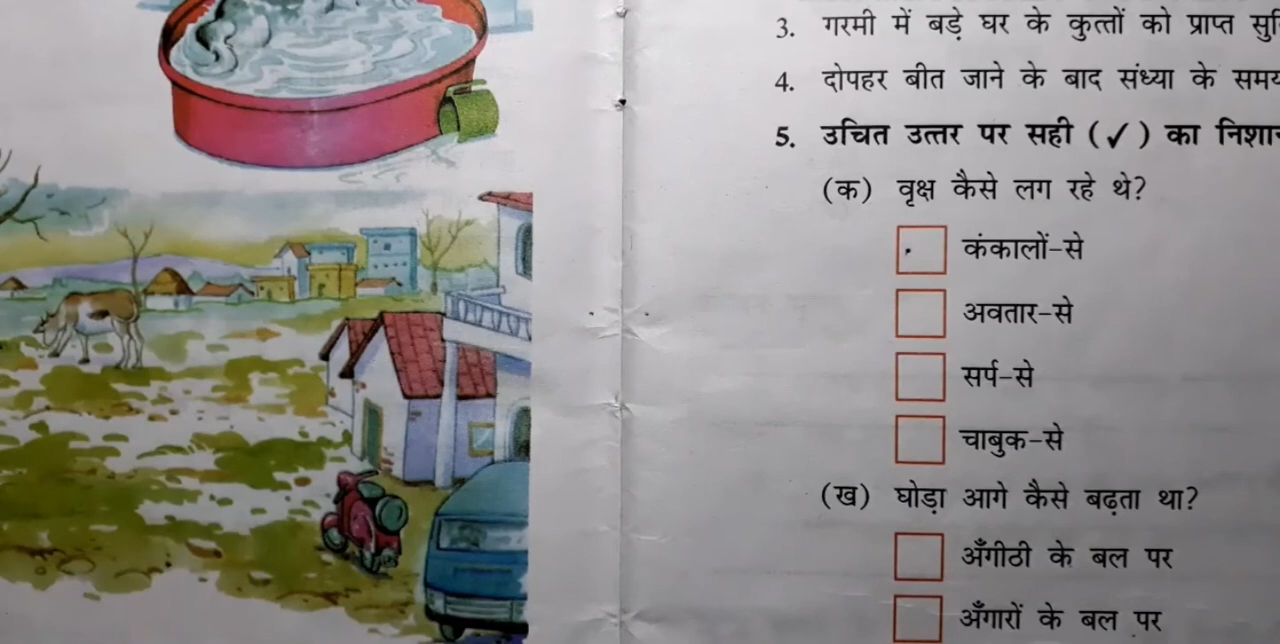 3. गरमी में बड़े घर के कुत्तों को प्राप्त
4. दोपहर बीत जाने के बाद संध्या के समय
5. उचित उत्तर पर सही (✓) का निशान
(क) वृक्ष कैसे लग रहे थे?
कंकालों-से
अवतार-से
सर्प-से
चाबुक-से
(ख) घोड़ा आगे कैसे बढ़ता था?
अँगीठी के बल पर
अँगारों के बल पर